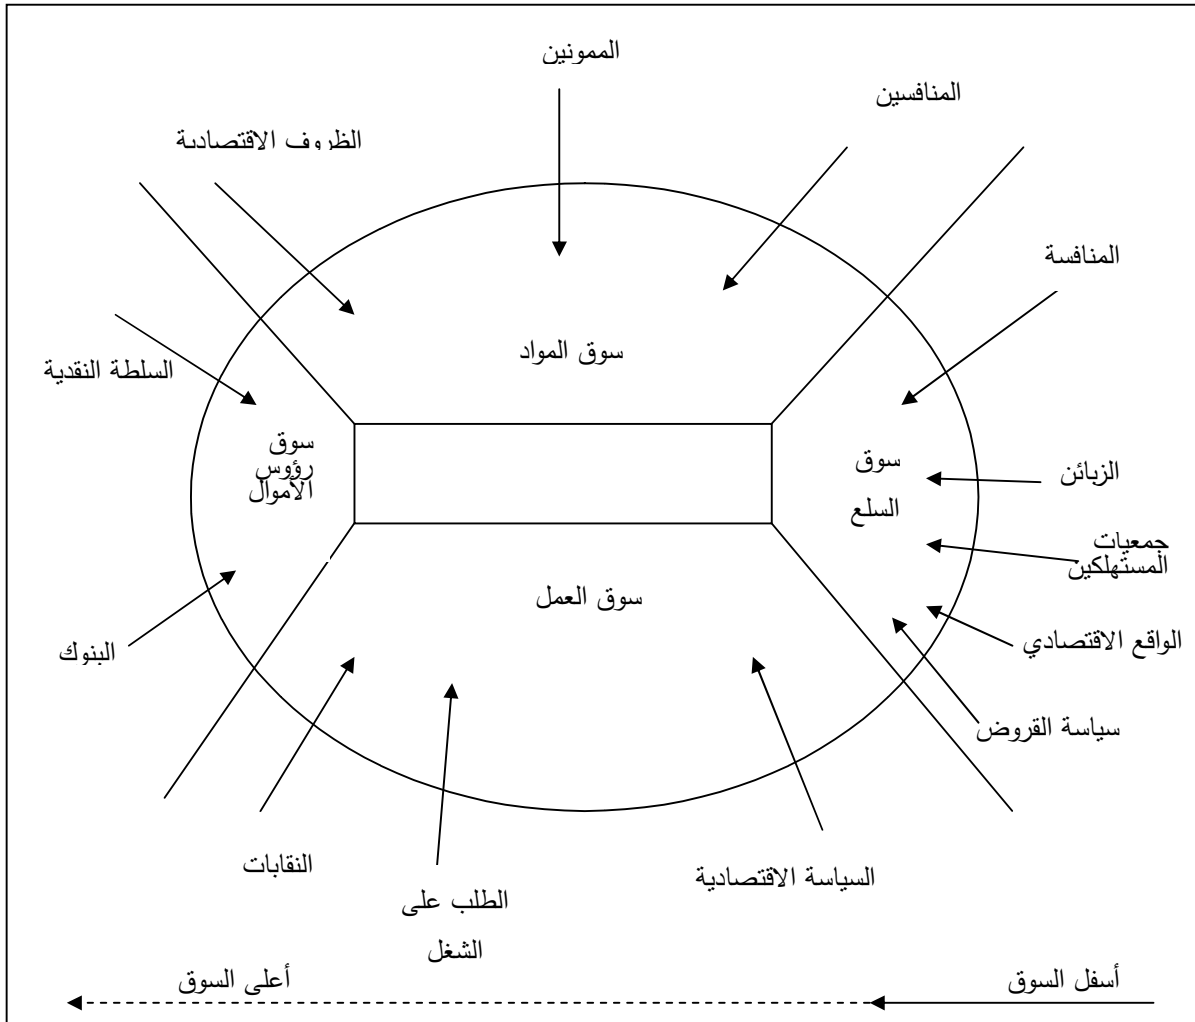 الممونين
المنافسين
الظروف الاقتصادية
المنافسة
سوق المواد
السلطة النقدية
سوق
رؤوس
الأموال
سوق
السلع
الزبائن
جمعيات
المستهلكين
سوق العمل
الواقع الاقتصادي
البنوك
سياسة القروض
النقابات
السياسة الاقتصادية
الطلب على
الشغل
أسفل السوق
أعلى السوق